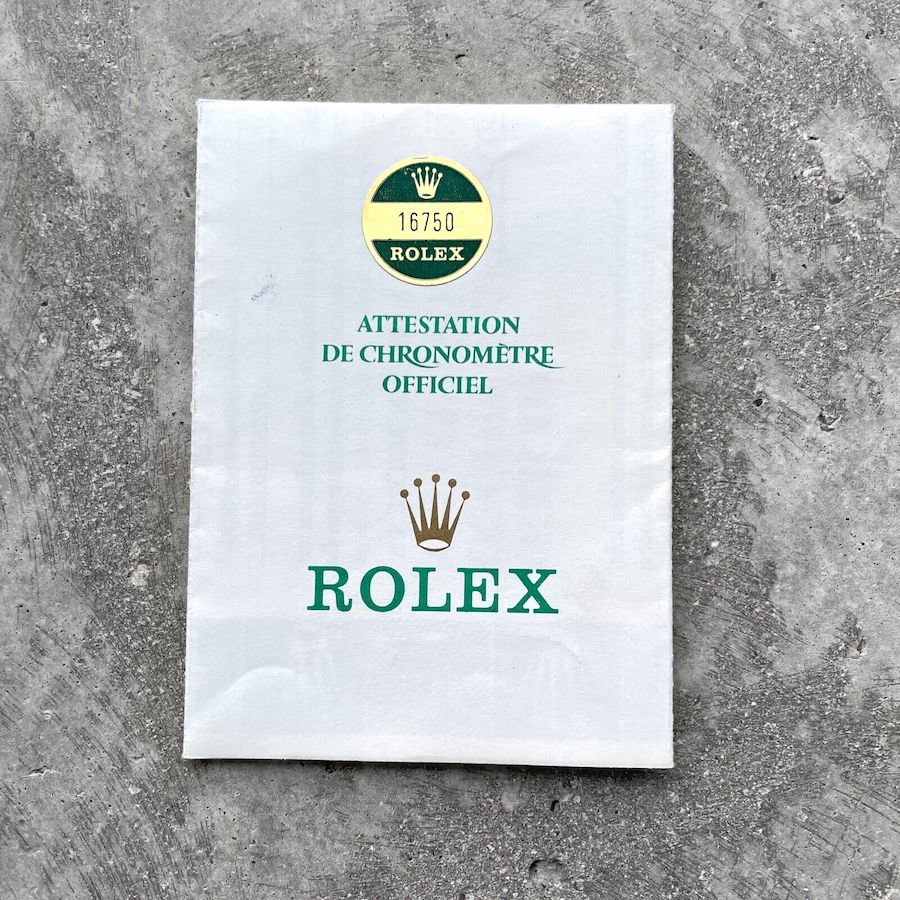 16750
ROLEX
ATTESTATION
DE CHRONOMÈTRE
OFFICIEL
ROLEX